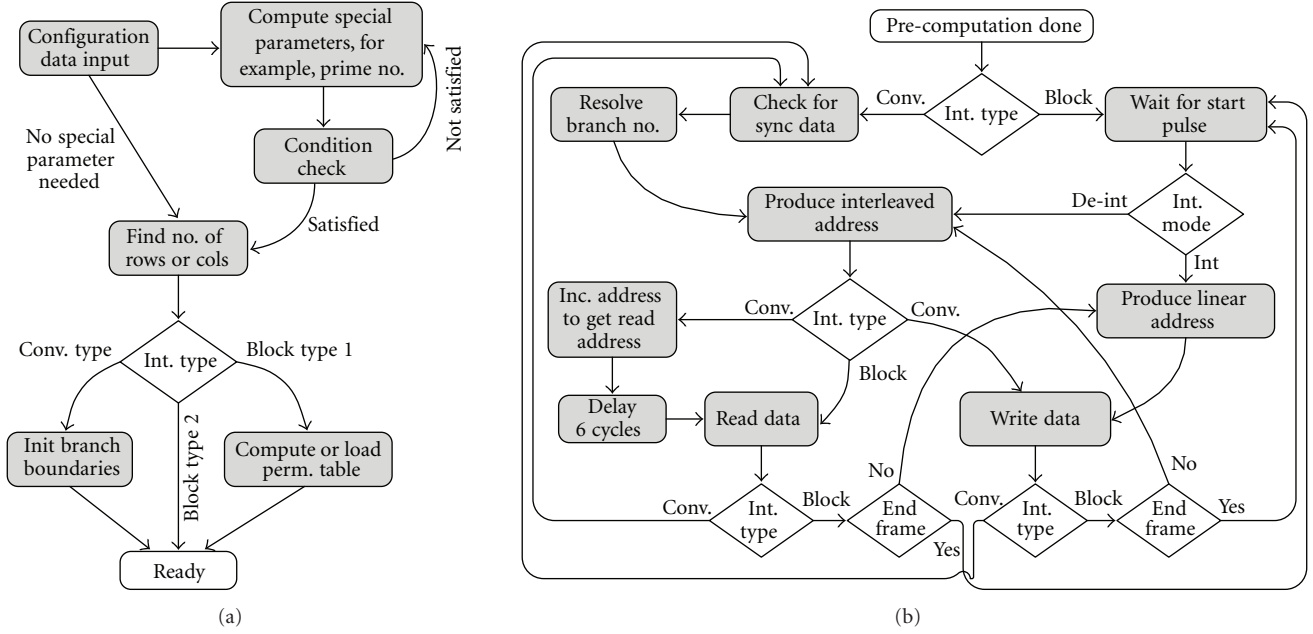 Configuration
data input
Compute special
parameters, for
example, prime no.
Not satisfied
No special
parameter
needed
Condition
check
Satisfied
Find no. of
rows or cols
Conv. type
Int. type
Block type 1
Init branch
boundaries
Block type 2
Compute or load
perm. table
Ready
(a)
Pre-computation done
Resolve
branch no.
Check for
sync data
Conv.
Int. type
Block
Wait for start
pulse
Produce interleaved
address
De-int
Int.
mode
Int
Inc. address
to get read
address
Conv.
Int. type
Conv.
Produce linear
address
Block
Delay
6 cycles
Read data
Write data
No
No
Conv.
Int.
type
Block
End
frame
Yes
Conv.
Int.
type
Block
End
frame
Yes
(b)